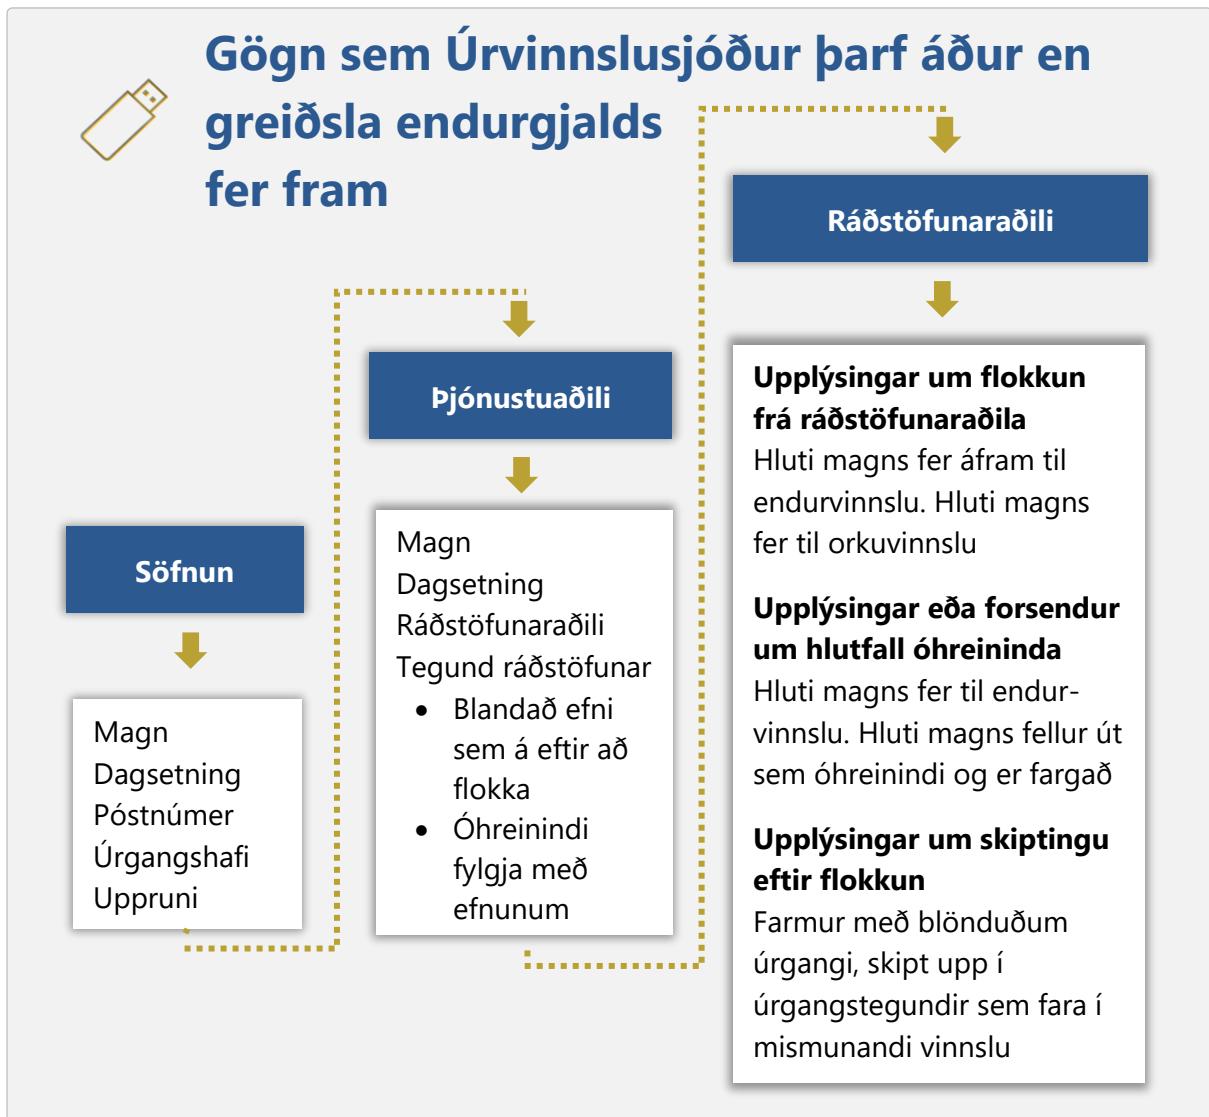 Gögn sem Úrvinnslusjóður þarf áður en
greiðsla endurgjalds
fer fram
Söfnun
Magn
Dagsetning
Póstnúmer
Úrgangshafi
Uppruni
Þjónustuaðili
Magn
Dagsetning
Ráðstöfunaraðili
Tegund ráðstöfunar
• Blandað efni
sem á eftir að
flokka
• Óhreinindi
fylgja með
efnunum
Ráðstöfunaraðili
Upplýsingar um flokkun
frá ráðstöfunaraðila
Hluti magns fer áfram til
endurvinnslu. Hluti magns
fer til orkuvinnslu
Upplýsingar eða forsendur
um hlutfall óhreininda
Hluti magns fer til endur-
vinnslu. Hluti magns fellur út
sem óhreinindi og er fargað
Upplýsingar um skiptingu
eftir flokkun
Farmur með blönduðum
úrgangi, skipt upp í
úrgangstegundir sem fara í
mismunandi vinnslu